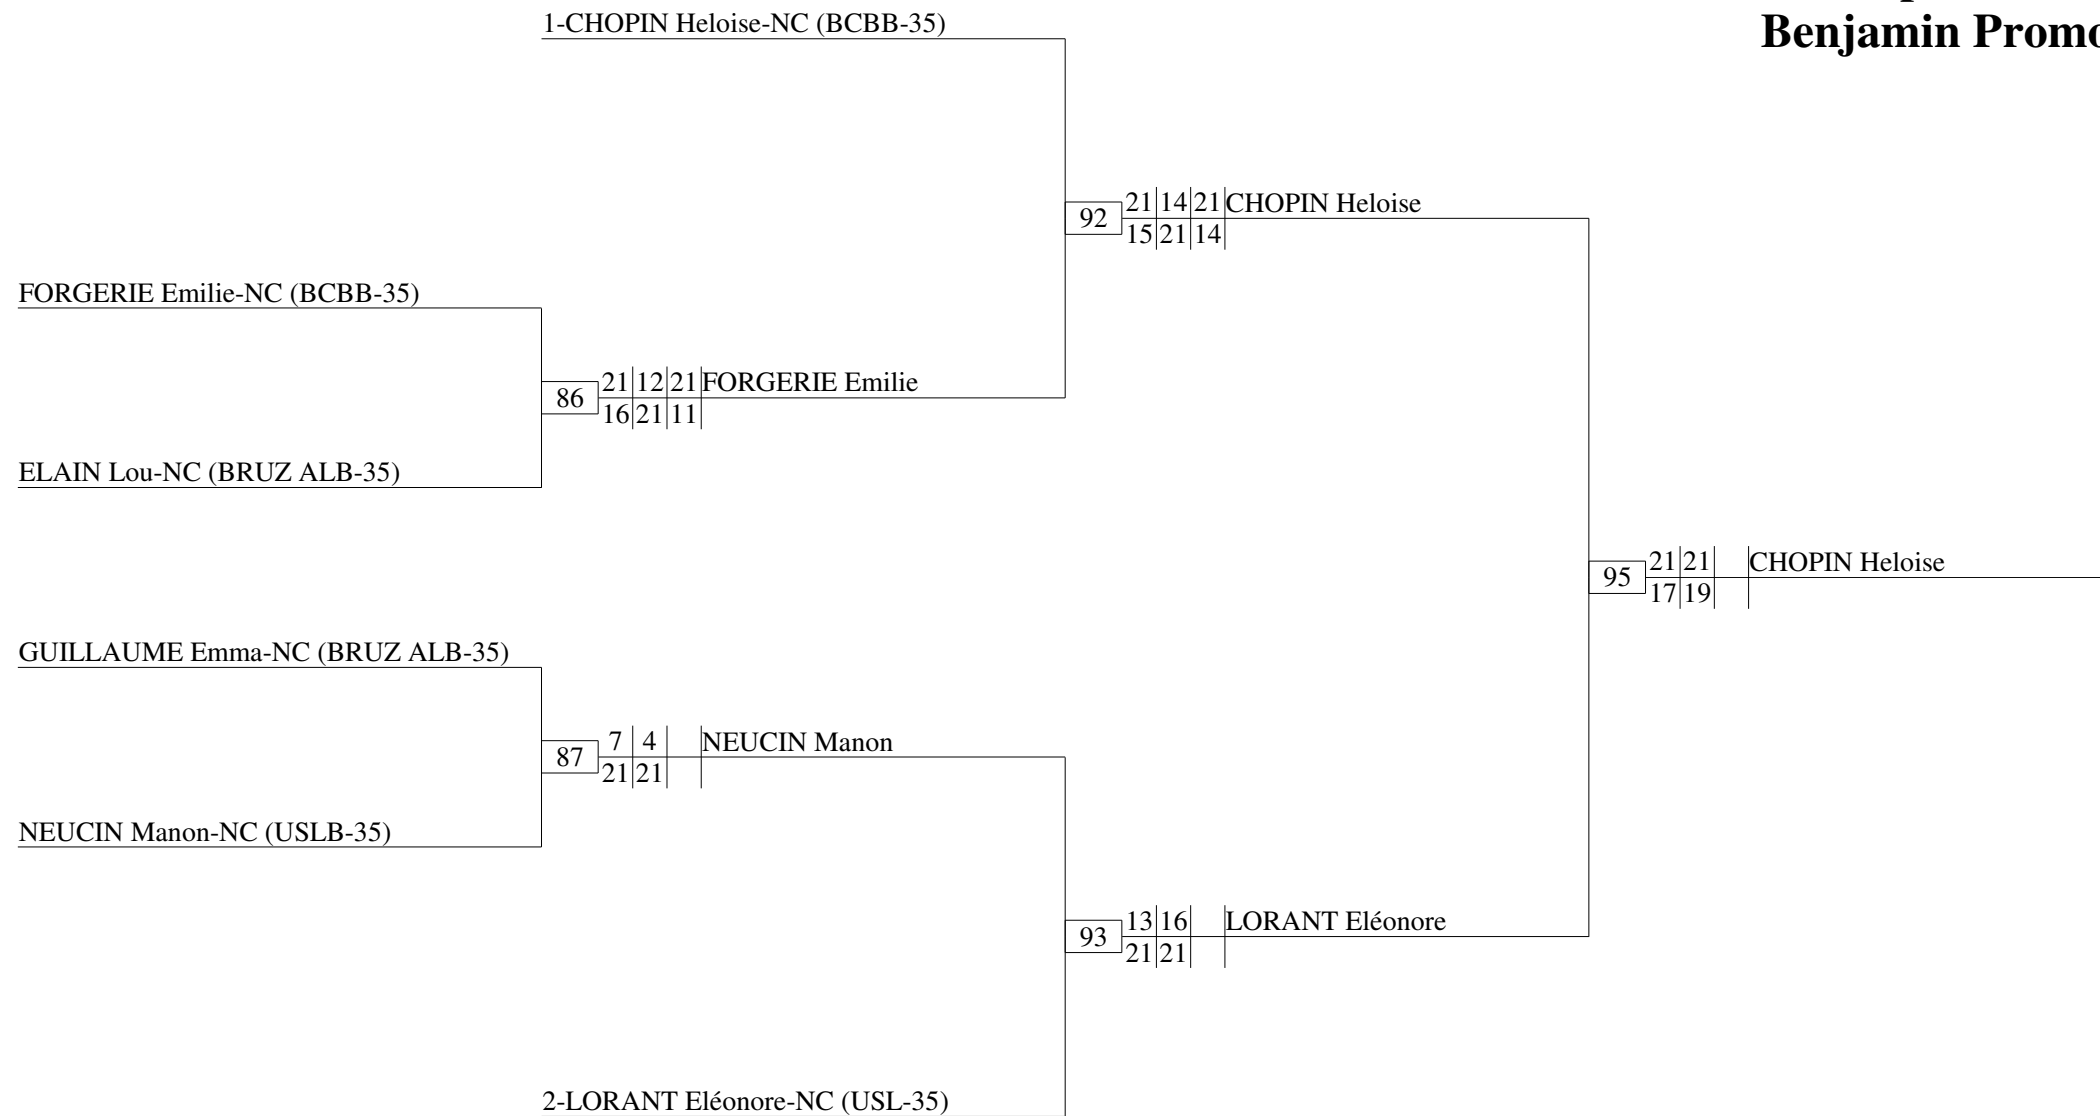 Benjamin Promo
1-CHOPIN Heloise-NC (BCBB-35)
21 14 21 CHOPIN Heloise
92
15 21 14
FORGERIE Emilie-NC (BCBB-35)
21 12 21 FORGERIE Emilie
86
16 21 11
ELAIN Lou-NC (BRUZ ALB-35)
21 21 CHOPIN Heloise
95
17 19
GUILLAUME Emma-NC (BRUZ ALB-35)
7 4 NEUCIN Manon
87
21 21
NEUCIN Manon-NC (USLB-35)
13 16 LORANT Eléonore
93
21 21
2-LORANT Eléonore-NC (USL-35)